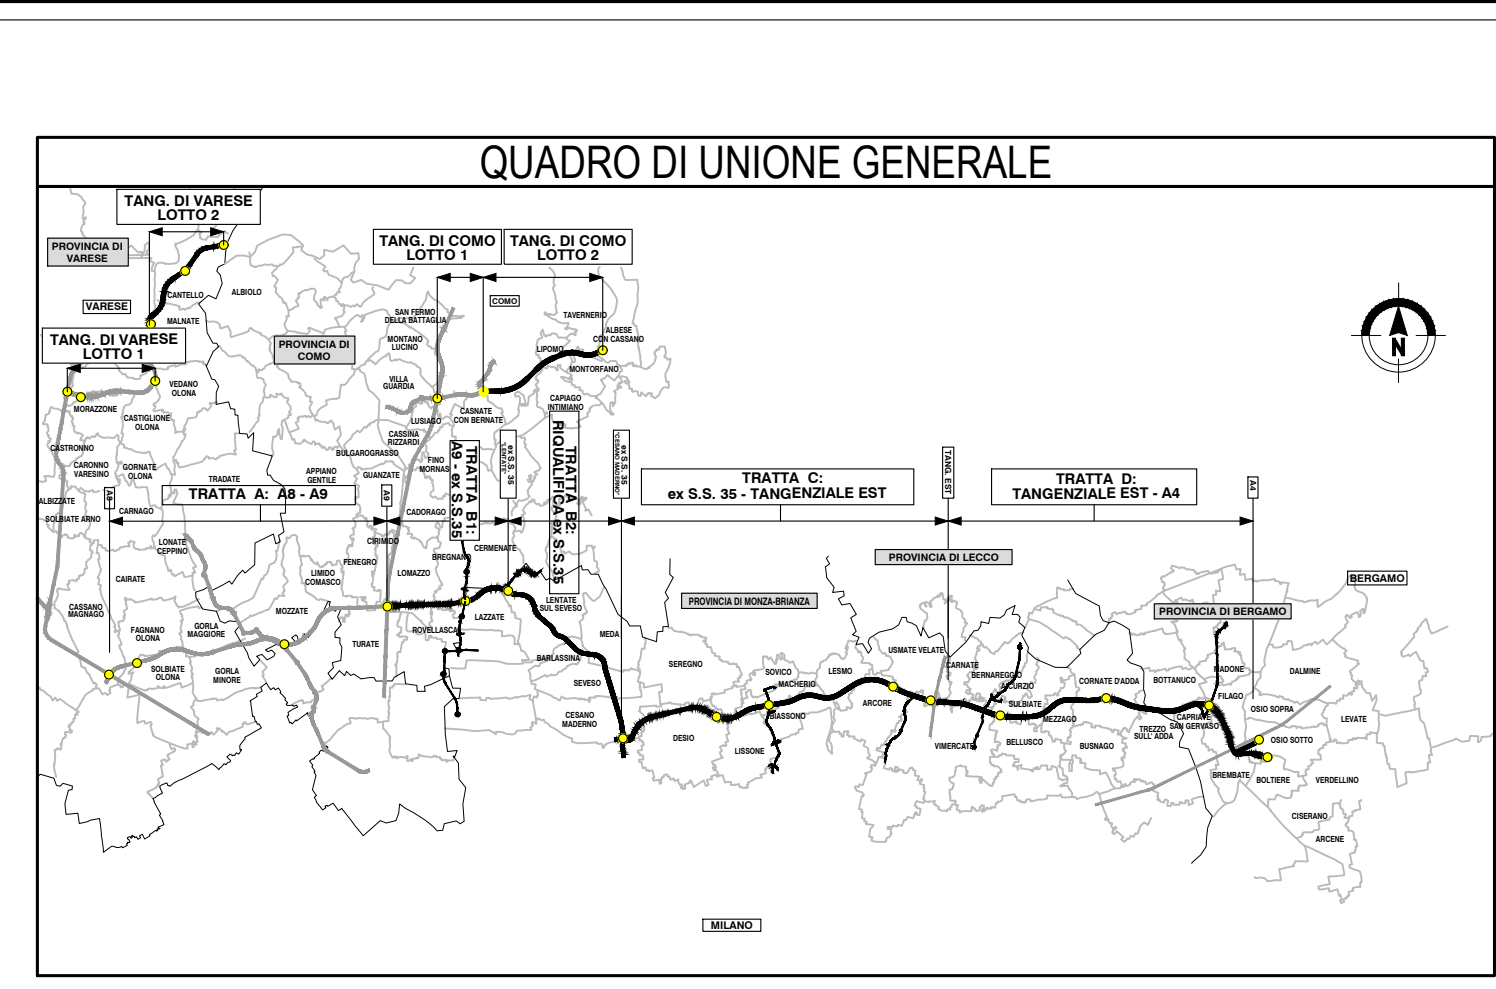 QUADRO DI UNIONE GENERALE
TANG. DI VARESE
LOTTO 2
PROVINCIA DI
VARESE
CANTELLO
ALBIOLO
VARESE
MALNATE
TANG. DI VARESE
LOTTO 1
VEDANO
OLONA
MORAZZONE
CASTIGLIONE
OLONA
PROVINCIA DI
COMO
TANG. DI COMO
LOTTO 1
TANG. DI COMO
LOTTO 2
COMO
SAN FERMO
DELLA BATTAGLIA
MONTANO
LUCINO
VILLA
GUARDIA
TAVERNERIO
ALBESE
CON CASSANO
LIPOMO
MONTORFANO
CAPIAGO
INTIMIANO
LUSIAGO
CASNATE
CON BERNATE
CASSINA
RIZZARDI
BULGAROGRASSO
FINO
MORNAS
GUANZATE
APPIANO
GENTILE
TRADATE
CASTRONNO
CARONNO
VARESINO
GORNATE
OLONA
ALBIZZATE
SOLBIATE ARNO
CARNAGO
A8
TRATTA A: A8 - A9
A9
CADORAGO
TRATTA B1:
A9 - ex S.S.35
ex S.S. 35
"LENTATE"
TRATTA B2:
RIQUALIFICA ex S.S.35
ex S.S. 35
"CESANO MADERNO"
TRATTA C:
ex S.S. 35 - TANGENZIALE EST
TANG. EST
TRATTA D:
TANGENZIALE EST - A4
A4
N
LONATE
CEPPINO
CIRIMIDO
FENEGRO
LOMAZZO
BREGNANO
CERMENATE
LIMIDO
COMASCO
CAIRATE
MOZZATE
CASSANO
MAGNAGO
FAGNANO
OLONA
GORLA
MAGGIORE
SOLBIATE
OLONA
GORLA
MINORE
TURATE
ROVELLASCA
LAZZATE
LENTATE
SUL SEVESO
MEDA
BARLASSINA
SEVESO
CESANO
MADERNO
PROVINCIA DI MONZA-BRIANZA
PROVINCIA DI LECCO
PROVINCIA DI BERGAMO
BERGAMO
SEREGNO
DESIO
LISSONE
SOVICO
MACHERIO
BIASSONO
LESMO
ARCORE
USMATE VELATE
CARNATE
BERNAREGGIO
AICURZIO
SULBIATE
VIMERCATE
MEZZAGO
BELLUSCO
CORNATE D'ADDA
BUSNAGO
BOTTANUCO
TREZZO
SULL' ADDA
CAPRIATE
SAN GERVASO
MADONE
FILAGO
DALMINE
OSIO SOPRA
LEVATE
OSIO SOTTO
BREMBATE
BOLTIERE
VERDELLINO
CISERANO
ARCENE
MILANO